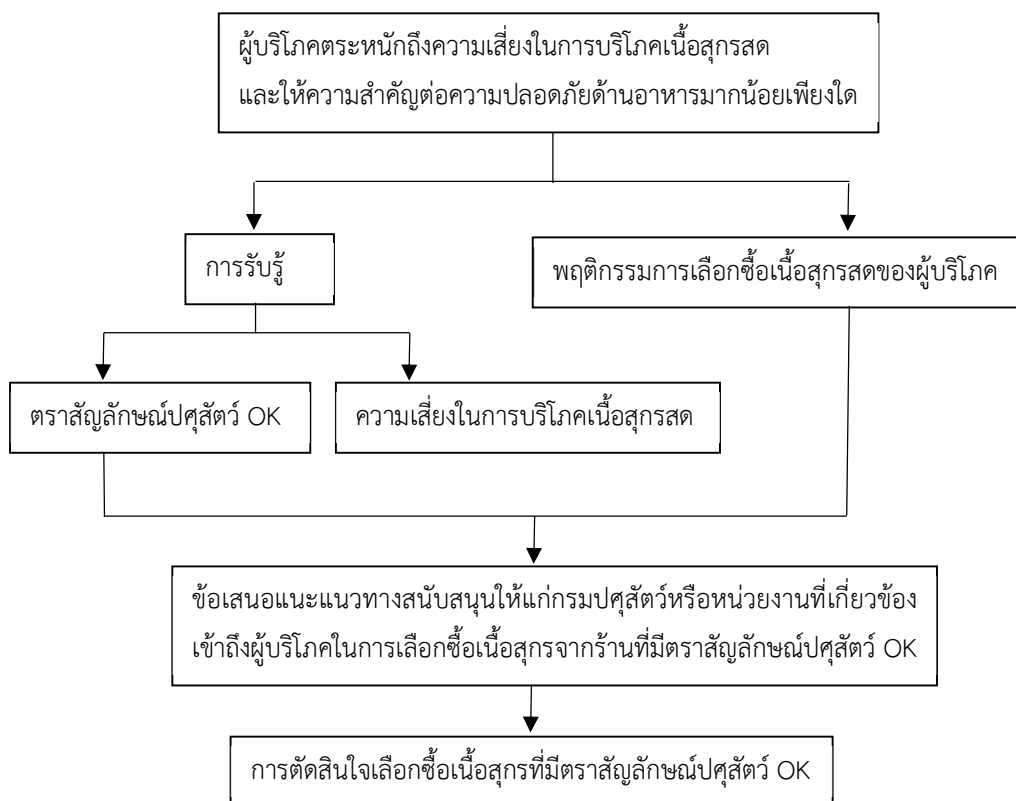 ผู้บริโภคตระหนักถึงความเสี่ยงในการบริโภคเนื้อสุกรสด
และให้ความสำคัญต่อความปลอดภัยด้านอาหารมากน้อยเพียงใด
การรับรู้
พฤติกรรมการเลือกซื้อเนื้อสุกรสดของผู้บริโภค
ตราสัญลักษณ์ปศุสัตว์ OK
ความเสี่ยงในการบริโภคเนื้อสุกรสด
ข้อเสนอแนะแนวทางสนับสนุนให้แก่กรมปศุสัตว์หรือหน่วยงานที่เกี่ยวข้อง
เข้าถึงผู้บริโภคในการเลือกซื้อเนื้อสุกรจากร้านที่มีตราสัญลักษณ์ปศุสัตว์ OK
การตัดสินใจเลือกซื้อเนื้อสุกรที่มีตราสัญลักษณ์ปศุสัตว์ OK